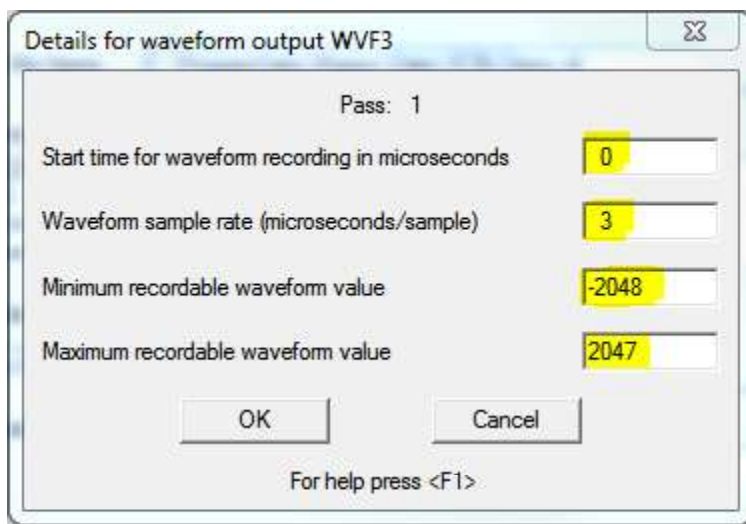 Details for waveform output WVF3
Pass: 1
Start time for waveform recording in microseconds 0
Waveform sample rate (microseconds/sample) 3
Minimum recordable waveform value -2048
Maximum recordable waveform value 2047
OK Cancel
For help press <F1>